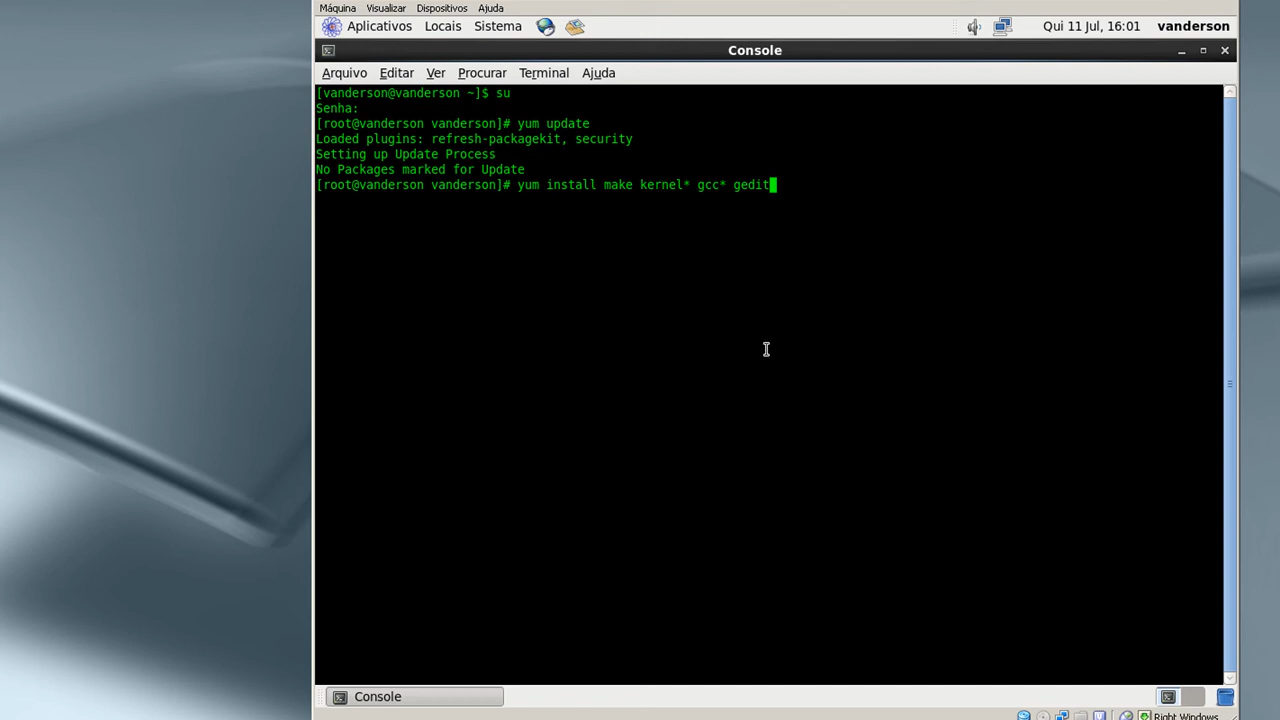 Máquina Visualizar Dispositivos Ajuda
Aplicativos Locais Sistema Qui 11 Jul, 16:01 vanderson
Console
Arquivo Editar Ver Procurar Terminal Ajuda
[vanderson@vanderson ~]$ su
Senha:
[root@vanderson vanderson]# yum update
Loaded plugins: refresh-packagekit, security
Setting up Update Process
No Packages marked for Update
[root@vanderson vanderson]# yum install make kernel* gcc* gedit
Console
Right Windows